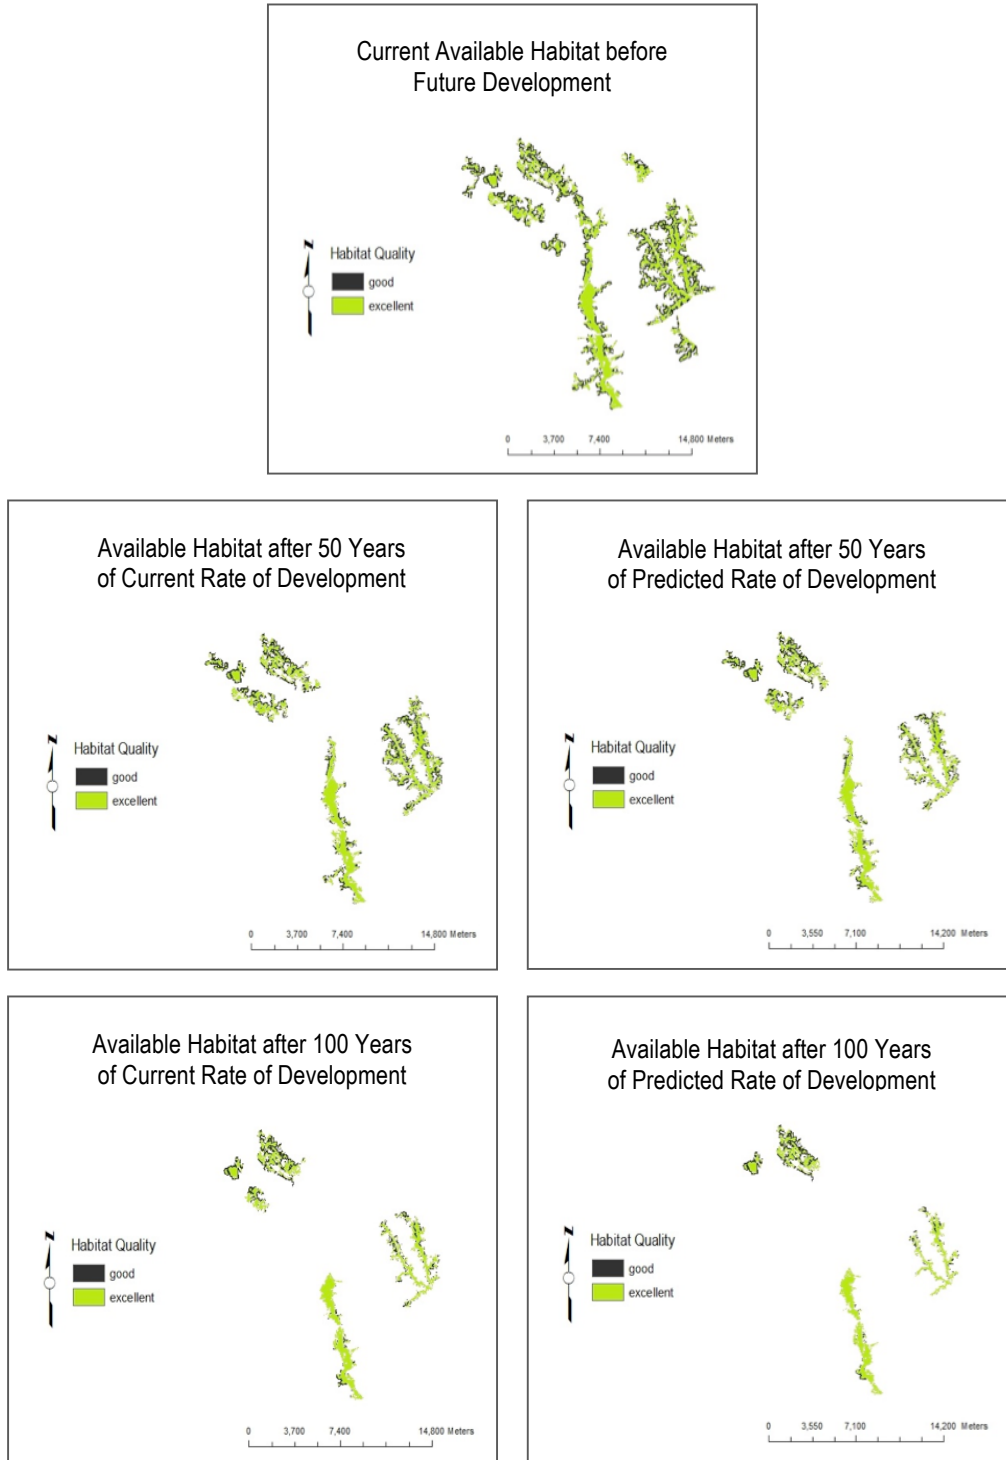 Current Available Habitat before
Future Development
N
Habitat Quality
good
excellent
0 3,700 7,400 14,800 Meters
Available Habitat after 50 Years
of Current Rate of Development
N
Habitat Quality
good
excellent
0 3,700 7,400 14,800 Meters
Available Habitat after 50 Years
of Predicted Rate of Development
N
Habitat Quality
good
excellent
0 3,550 7,100 14,200 Meters
Available Habitat after 100 Years
of Current Rate of Development
N
Habitat Quality
good
excellent
0 3,700 7,400 14,800 Meters
Available Habitat after 100 Years
of Predicted Rate of Development
N
Habitat Quality
good
excellent
0 3,550 7,100 14,200 Meters